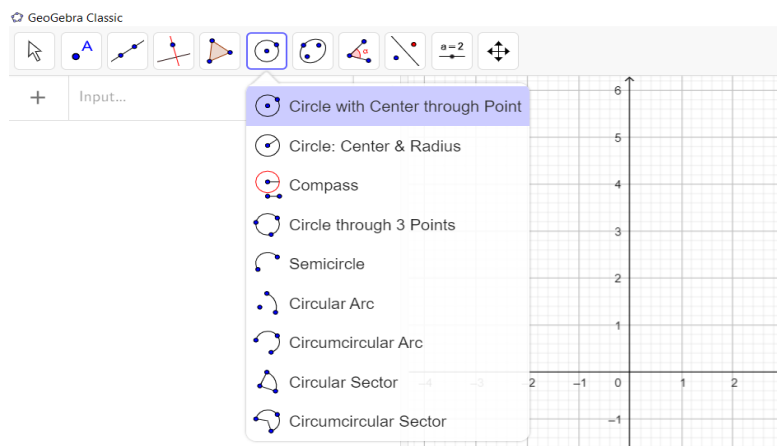 GeoGebra Classic
A
α
a=2
+ Input...
Circle with Center through Point
Circle: Center & Radius
Compass
Circle through 3 Points
Semicircle
Circular Arc
Circumcircular Arc
Circular Sector
Circumcircular Sector
6
5
4
3
2
1
–4 –3 2 –1 0 1 2
–1